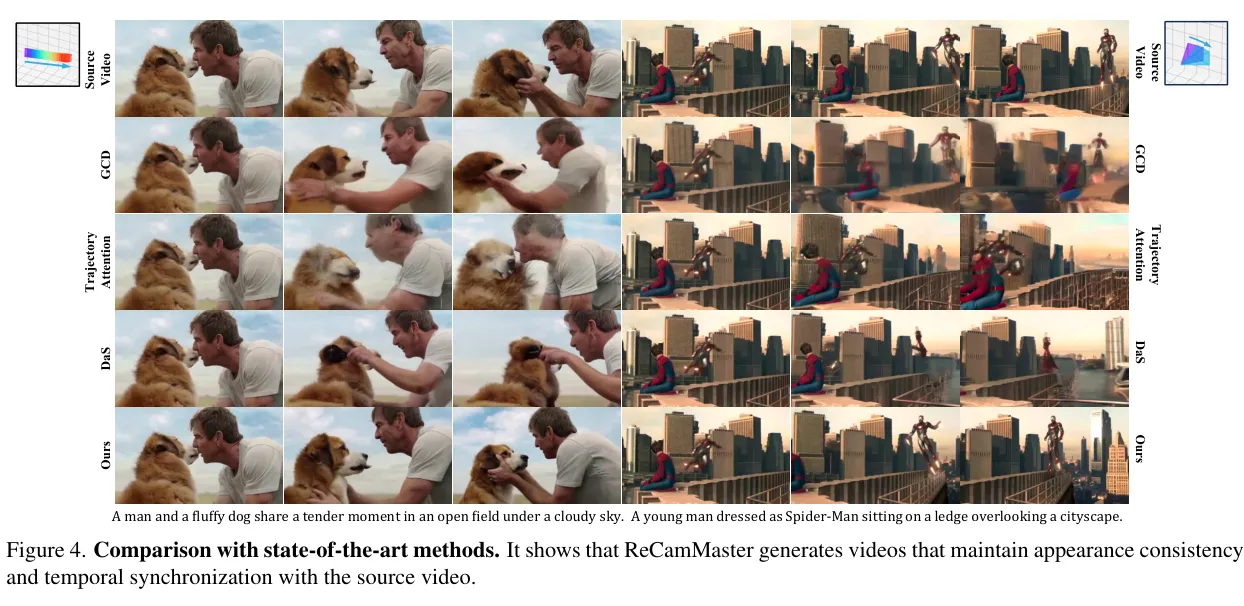 Source
Video
GCD
Trajectory
Attention
DaS
Ours
Source
Video
GCD
Trajectory
Attention
DaS
Ours
A man and a fluffy dog share a tender moment in an open field under a cloudy sky.
A young man dressed as Spider-Man sitting on a ledge overlooking a cityscape.
Figure 4. Comparison with state-of-the-art methods. It shows that ReCamMaster generates videos that maintain appearance consistency
and temporal synchronization with the source video.